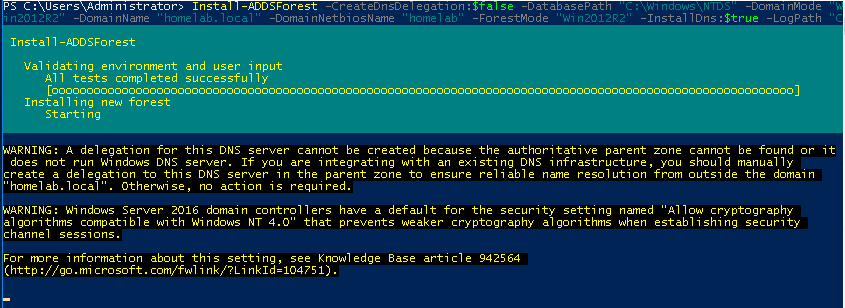 PS C:\Users\Administrator> Install-ADDSForest -CreateDnsDelegation:$false -DatabasePath "C:\Windows\NTDS" -DomainMode "W
in2012R2" -DomainName "homelab.local" -DomainNetbiosName "homelab" -ForestMode "Win2012R2" -InstallDns:$true -LogPath "C
Install-ADDSForest
Validating environment and user input
All tests completed successfully
[oooooooooooooooooooooooooooooooooooooooooooooooooooooooooooooooooooooooooooooooooooooooooooooooooooooooooo]
Installing new forest
Starting
WARNING: A delegation for this DNS server cannot be created because the authoritative parent zone cannot be found or it
does not run Windows DNS server. If you are integrating with an existing DNS infrastructure, you should manually
create a delegation to this DNS server in the parent zone to ensure reliable name resolution from outside the domain
"homelab.local". Otherwise, no action is required.
WARNING: Windows Server 2016 domain controllers have a default for the security setting named "Allow cryptography
algorithms compatible with Windows NT 4.0" that prevents weaker cryptography algorithms when establishing security
channel sessions.
For more information about this setting, see Knowledge Base article 942564
(http://go.microsoft.com/fwlink/?LinkId=104751).